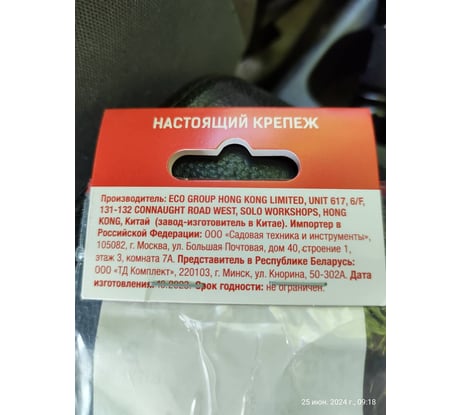 НАСТОЯЩИЙ КРЕПЕЖ
Производитель: ECO GROUP HONG KONG LIMITED, UNIT 617, 6/F,
131-132 CONNAUGHT ROAD WEST, SOLO WORKSHOPS, HONG
KONG, Китай (завод-изготовитель в Китае). Импортер в
Российской Федерации: ООО «Садовая техника и инструменты»,
105082, г. Москва, ул. Большая Почтовая, дом 40, строение 1,
этаж 3, комната 7А. Представитель в Республике Беларусь:
ООО «ТД Комплект», 220103, г. Минск, ул. Кнорина, 50-302А. Дата
изготовления: 10.2023. Срок годности: не ограничен.
25 июн. 2024 г., 09:18